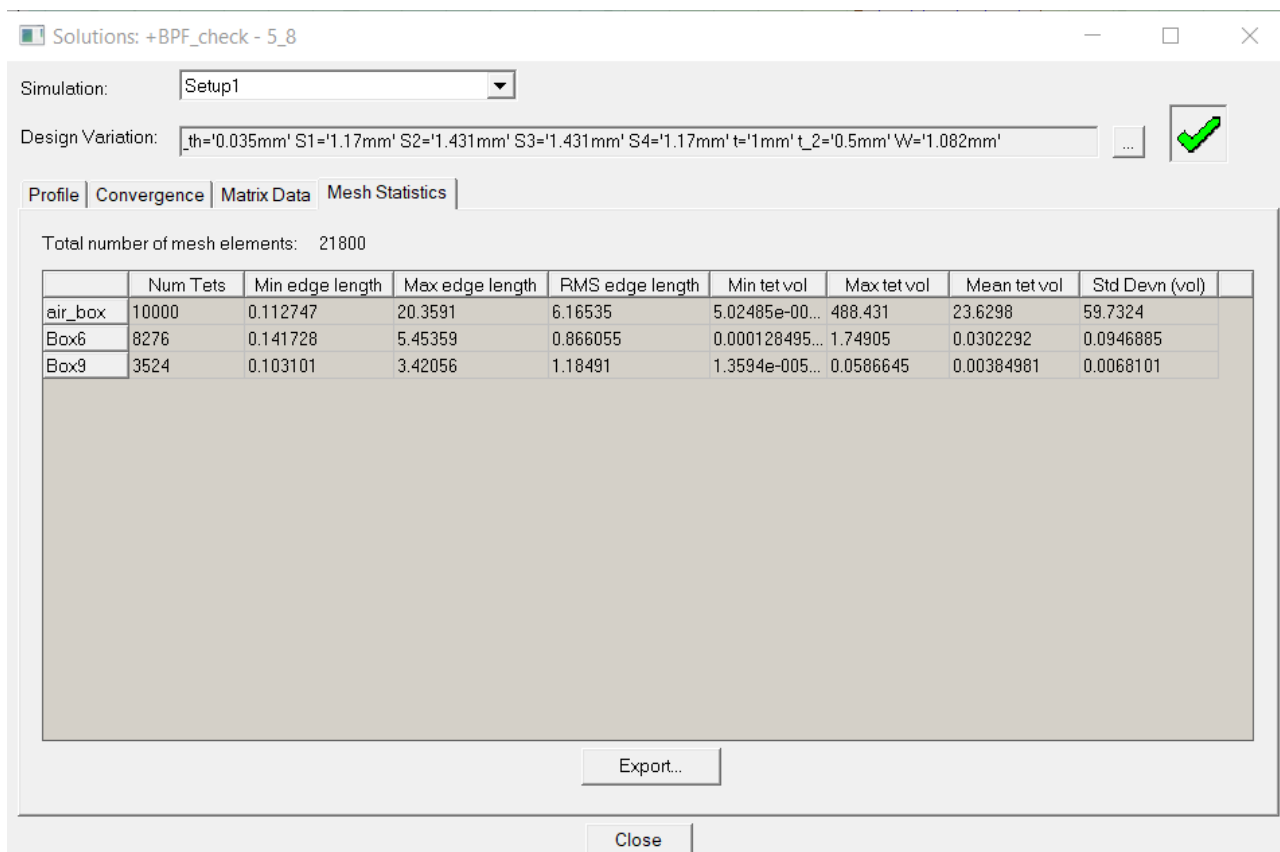 Solutions: +BPF_check - 5_8
Simulation: Setup1
Design Variation: _th='0.035mm' S1='1.17mm' S2='1.431mm' S3='1.431mm' S4='1.17mm' t='1mm' t_2='0.5mm' W='1.082mm' ...
Profile Convergence Matrix Data Mesh Statistics
Total number of mesh elements: 21800
Num Tets Min edge length Max edge length RMS edge length Min tet vol Max tet vol Mean tet vol Std Devn (vol)
air_box 10000 0.112747 20.3591 6.16535 5.02485e-00... 488.431 23.6298 59.7324
Box6 8276 0.141728 5.45359 0.866055 0.000128495... 1.74905 0.0302292 0.0946885
Box9 3524 0.103101 3.42056 1.18491 1.3594e-005... 0.0586645 0.00384981 0.0068101
Export...
Close